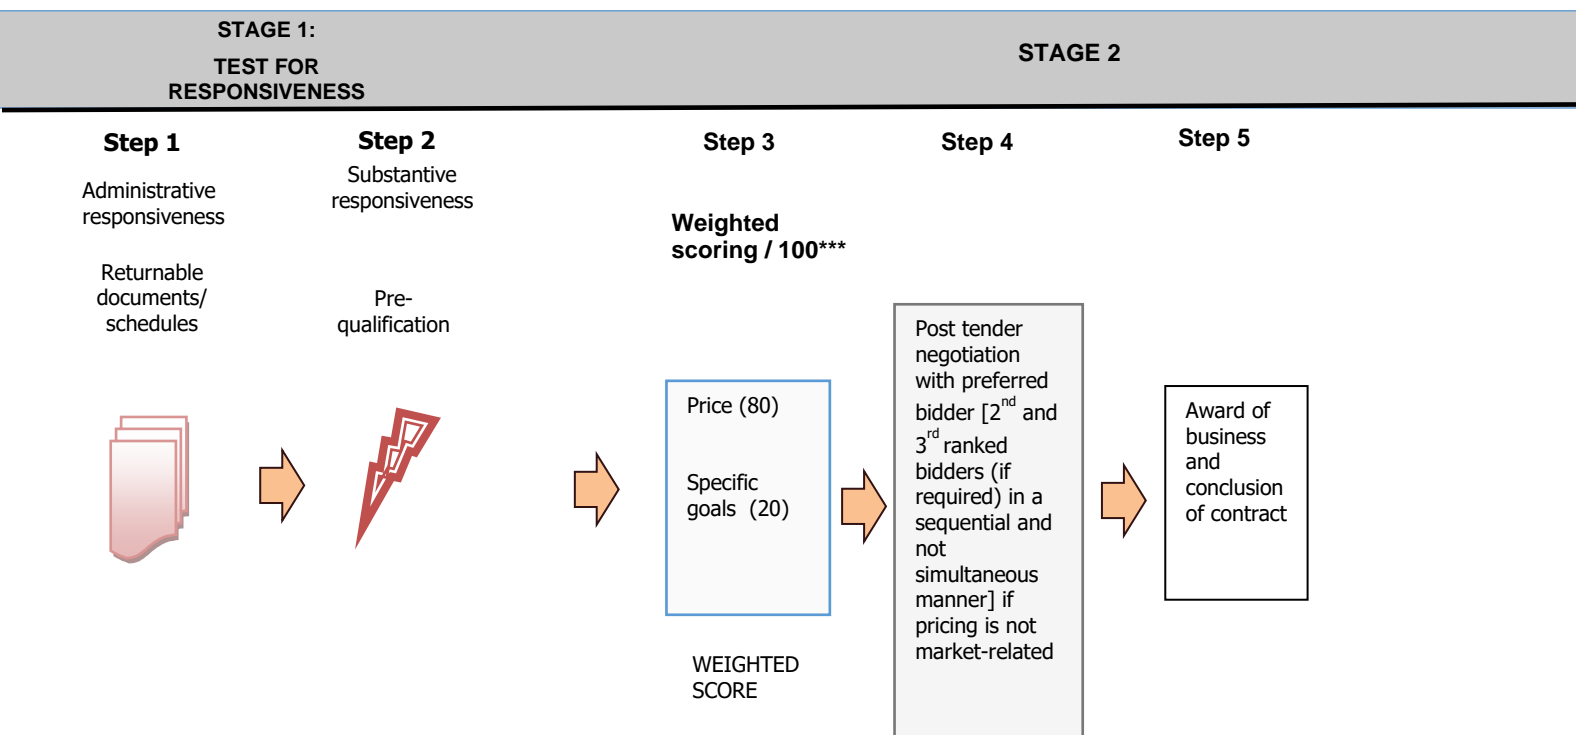 STAGE 1:
TEST FOR
RESPONSIVENESS
STAGE 2
Step 1
Administrative
responsiveness
Returnable
documents/
schedules
Step 2
Substantive
responsiveness
Pre-
qualification
Step 3
Weighted
scoring / 100***
Price (80)
Specific
goals (20)
WEIGHTED
SCORE
Step 4
Post tender
negotiation
with preferred
bidder [2nd and
3rd ranked
bidders (if
required) in a
sequential and
not
simultaneous
manner] if
pricing is not
market-related
Step 5
Award of
business
and
conclusion
of contract